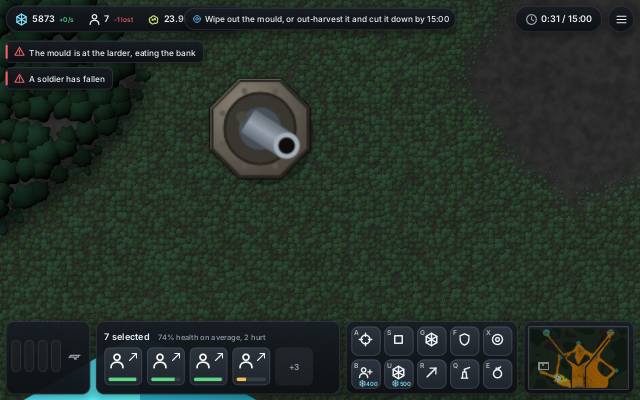 5873 +0/s 7 -1 lost 23.9 Wipe out the mould, or out-harvest it and cut it down by 15:00 0:31 / 15:00
The mould is at the larder, eating the bank
A soldier has fallen
7 selected 74% health on average, 2 hurt
+3
A S G F X
B U R Q E
400 500